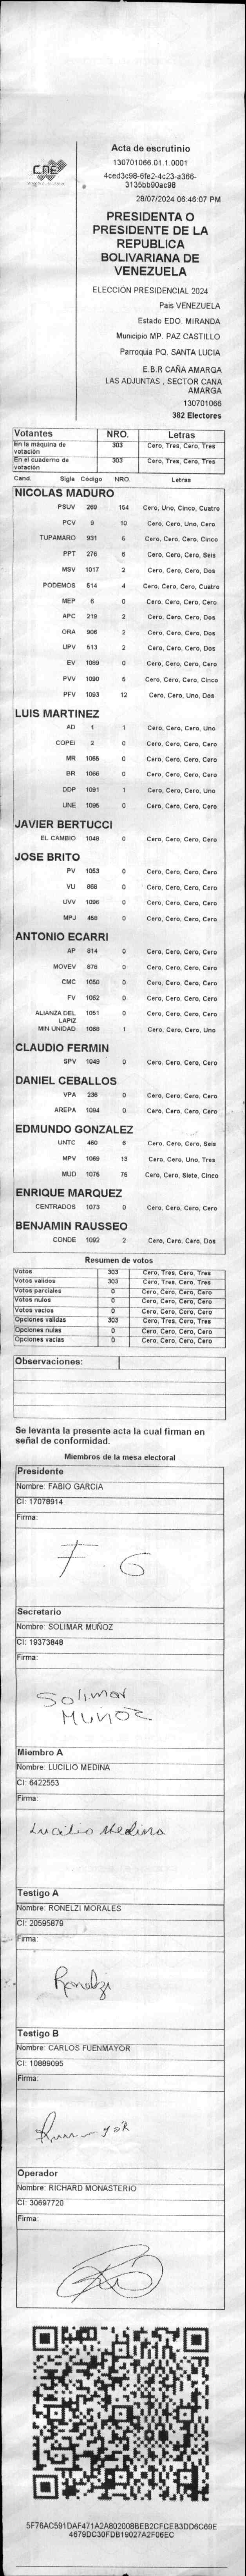 CNE
Acta de escrutinio
130701066.01.1.0001
4ced3c98-6fe2-4c23-a366-
3135bb90ac98
28/07/2024 06:46:07 PM
PRESIDENTA O
PRESIDENTE DE LA
REPUBLICA
BOLIVARIANA DE
VENEZUELA
ELECCIÓN PRESIDENCIAL 2024
Pais VENEZUELA
Estado EDO. MIRANDA
Municipio MP. PAZ CASTILLO
Parroquia PQ. SANTA LUCIA
E.B.R CAÑA AMARGA
LAS ADJUNTAS , SECTOR CANA
AMARGA
130701066
382 Electores
Votantes NRO. Letras
En la máquina de votación 303 Cero, Tres, Cero, Tres
En el cuaderno de votación 303 Cero, Tres, Cero, Tres
Cand. Sigla Código NRO. Letras
NICOLAS MADURO
PSUV 269 154 Cero, Uno, Cinco, Cuatro
PCV 9 10 Cero, Cero, Uno, Cero
TUPAMARO 931 5 Cero, Cero, Cero, Cinco
PPT 276 6 Cero, Cero, Cero, Seis
MSV 1017 2 Cero, Cero, Cero, Dos
PODEMOS 514 4 Cero, Cero, Cero, Cuatro
MEP 6 0 Cero, Cero, Cero, Cero
APC 219 2 Cero, Cero, Cero, Dos
ORA 906 2 Cero, Cero, Cero, Dos
UPV 513 2 Cero, Cero, Cero, Dos
EV 1089 0 Cero, Cero, Cero, Cero
PVV 1090 5 Cero, Cero, Cero, Cinco
PFV 1093 12 Cero, Cero, Uno, Dos
LUIS MARTINEZ
AD 1 1 Cero, Cero, Cero, Uno
COPEI 2 0 Cero, Cero, Cero, Cero
MR 1065 0 Cero, Cero, Cero, Cero
BR 1066 0 Cero, Cero, Cero, Cero
DDP 1091 1 Cero, Cero, Cero, Uno
UNE 1095 0 Cero, Cero, Cero, Cero
JAVIER BERTUCCI
EL CAMBIO 1048 0 Cero, Cero, Cero, Cero
JOSE BRITO
PV 1053 0 Cero, Cero, Cero, Cero
VU 868 0 Cero, Cero, Cero, Cero
UVV 1096 0 Cero, Cero, Cero, Cero
MPJ 458 0 Cero, Cero, Cero, Cero
ANTONIO ECARRI
AP 814 0 Cero, Cero, Cero, Cero
MOVEV 678 0 Cero, Cero, Cero, Cero
CMC 1050 0 Cero, Cero, Cero, Cero
FV 1062 0 Cero, Cero, Cero, Cero
ALIANZA DEL LAPIZ 1051 0 Cero, Cero, Cero, Cero
MIN UNIDAD 1068 1 Cero, Cero, Cero, Uno
CLAUDIO FERMIN
SPV 1049 0 Cero, Cero, Cero, Cero
DANIEL CEBALLOS
VPA 236 0 Cero, Cero, Cero, Cero
AREPA 1094 0 Cero, Cero, Cero, Cero
EDMUNDO GONZALEZ
UNTC 460 6 Cero, Cero, Cero, Seis
MPV 1069 13 Cero, Cero, Uno, Tres
MUD 1075 75 Cero, Cero, Siete, Cinco
ENRIQUE MARQUEZ
CENTRADOS 1073 0 Cero, Cero, Cero, Cero
BENJAMIN RAUSSEO
CONDE 1092 2 Cero, Cero, Cero, Dos
Resumen de votos
Votos 303 Cero, Tres, Cero, Tres
Votos validos 303 Cero, Tres, Cero, Tres
Votos parciales 0 Cero, Cero, Cero, Cero
Votos nulos 0 Cero, Cero, Cero, Cero
Votos vacios 0 Cero, Cero, Cero, Cero
Opciones validas 303 Cero, Tres, Cero, Tres
Opciones nulas 0 Cero, Cero, Cero, Cero
Opciones vacias 0 Cero, Cero, Cero, Cero
Observaciones:
Se levanta la presente acta la cual firman en
señal de conformidad.
Miembros de la mesa electoral
Presidente
Nombre: FABIO GARCIA
CI: 17078914
Firma:
F. G
Secretario
Nombre: SOLIMAR MUÑOZ
CI: 19373848
Firma:
Solimar
Muñoz
Miembro A
Nombre: LUCILIO MEDINA
CI: 6422553
Firma:
Lucilio Medina
Testigo A
Nombre: RONELZI MORALES
CI: 20595879
Firma:
Ronelzi
Testigo B
Nombre: CARLOS FUENMAYOR
CI: 10889095
Firma:
Operador
Nombre: RICHARD MONASTERIO
CI: 30697720
Firma:
5F76AC591DAF471A2A802008BEB2CFCEB3DD6C69E
4679DC30FDB19027A2F06EC